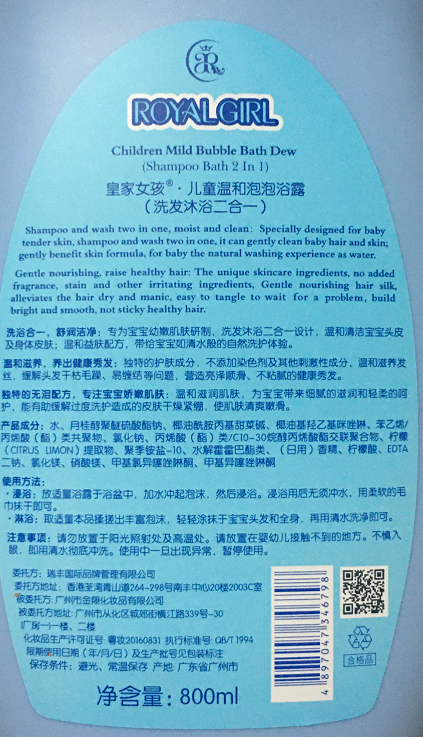 ROYALGIRL
Children Mild Bubble Bath Dew
(Shampoo Bath 2 In 1)
皇家女孩®·儿童温和泡泡浴露
（洗发沐浴二合一）
Shampoo and wash two in one, moist and clean: Specially designed for baby
tender skin, shampoo and wash two in one, it can gently clean baby hair and skin;
gently benefit skin formula, for baby the natural washing experience as water.
Gentle nourishing, raise healthy hair: The unique skincare ingredients, no added
fragrance, stain and other irritating ingredients, Gentle nourishing hair silk,
alleviates the hair dry and manic, easy to tangle to wait for a problem, build
bright and smooth, not sticky healthy hair.
洗浴合一，舒润洁净：专为宝宝幼嫩肌肤研制，洗发沐浴二合一设计，温和清洁宝宝头皮
及身体皮肤；温和益肤配方，带给宝宝如清水般的自然洗护体验。
温和滋养，养出健康秀发：独特的护肤成分，不添加染色剂及其他刺激性成分，温和滋养发
丝，缓解头发干枯毛躁、易缠结等问题，营造亮泽顺滑、不粘腻的健康秀发。
独特的无泪配方，专注宝宝娇嫩肌肤：温和滋润肌肤，为宝宝带来细腻的滋润和轻柔的呵
护，能有助缓解过度洗护造成的皮肤干燥紧绷，使肌肤清爽嫩滑。
产品成分：水、月桂醇聚醚硫酸酯钠、椰油酰胺丙基甜菜碱、椰油基羟乙基咪唑啉、苯乙烯/
丙烯酸（酯）类共聚物、氯化钠、丙烯酸（酯）类/C10-30烷醇丙烯酸酯交联聚合物、柠檬
（CITRUS LIMON）提取物、聚季铵盐-10、水解霍霍巴酯类、（日用）香精、柠檬酸、EDTA
二钠、氯化镁、硝酸镁、甲基氯异噻唑啉酮、甲基异噻唑啉酮
使用方法：
·浸浴：放适量浴露于浴盆中，加水冲起泡沫，然后浸浴。浸浴用后无须冲水，用柔软的毛
巾抹干即可。
·淋浴：取适量本品揉搓出丰富泡沫，轻轻涂抹于宝宝头发和全身，再用清水洗净即可。
注意事项：请勿放置于阳光照射处及高温处。请放置在婴幼儿接触不到的地方。不慎入
眼，即用清水彻底冲洗。使用中一旦出现异常，暂停使用。
委托方：瑞丰国际品牌管理有限公司
委托方地址：香港荃湾青山道264-298号南丰中心20楼2003C室
被委托方：广州市金翔化妆品有限公司
被委托方地址：广州市从化区城郊街横江路339号-30
厂房一）一楼、二楼
化妆品生产许可证号：粤妆20160831 执行标准号：QB/T 1994
限期使用日期（年/月/日）及生产批号见包装标注
保存条件：避光、常温保存 产地：广东省广州市
净含量：800ml
4 897047 346798
合格品